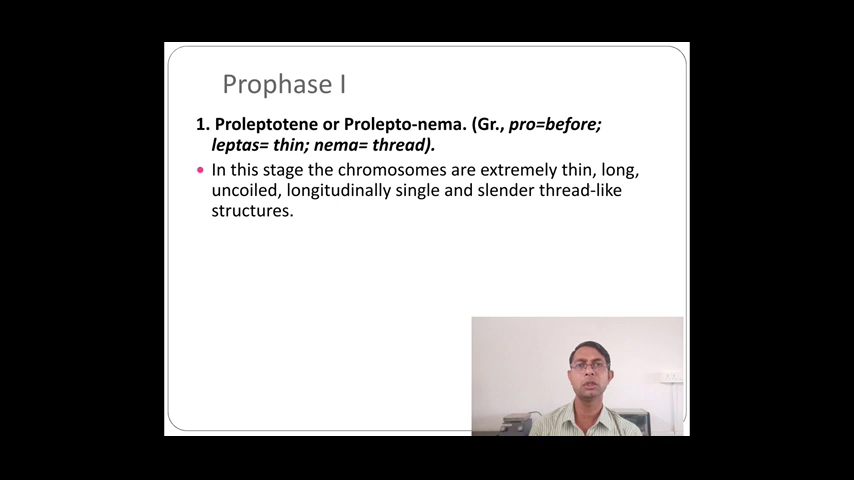 Prophase I
1. Proleptotene or Prolepto-nema. (Gr., pro=before;
leptas= thin; nema= thread).
• In this stage the chromosomes are extremely thin, long,
uncoiled, longitudinally single and slender thread-like
structures.